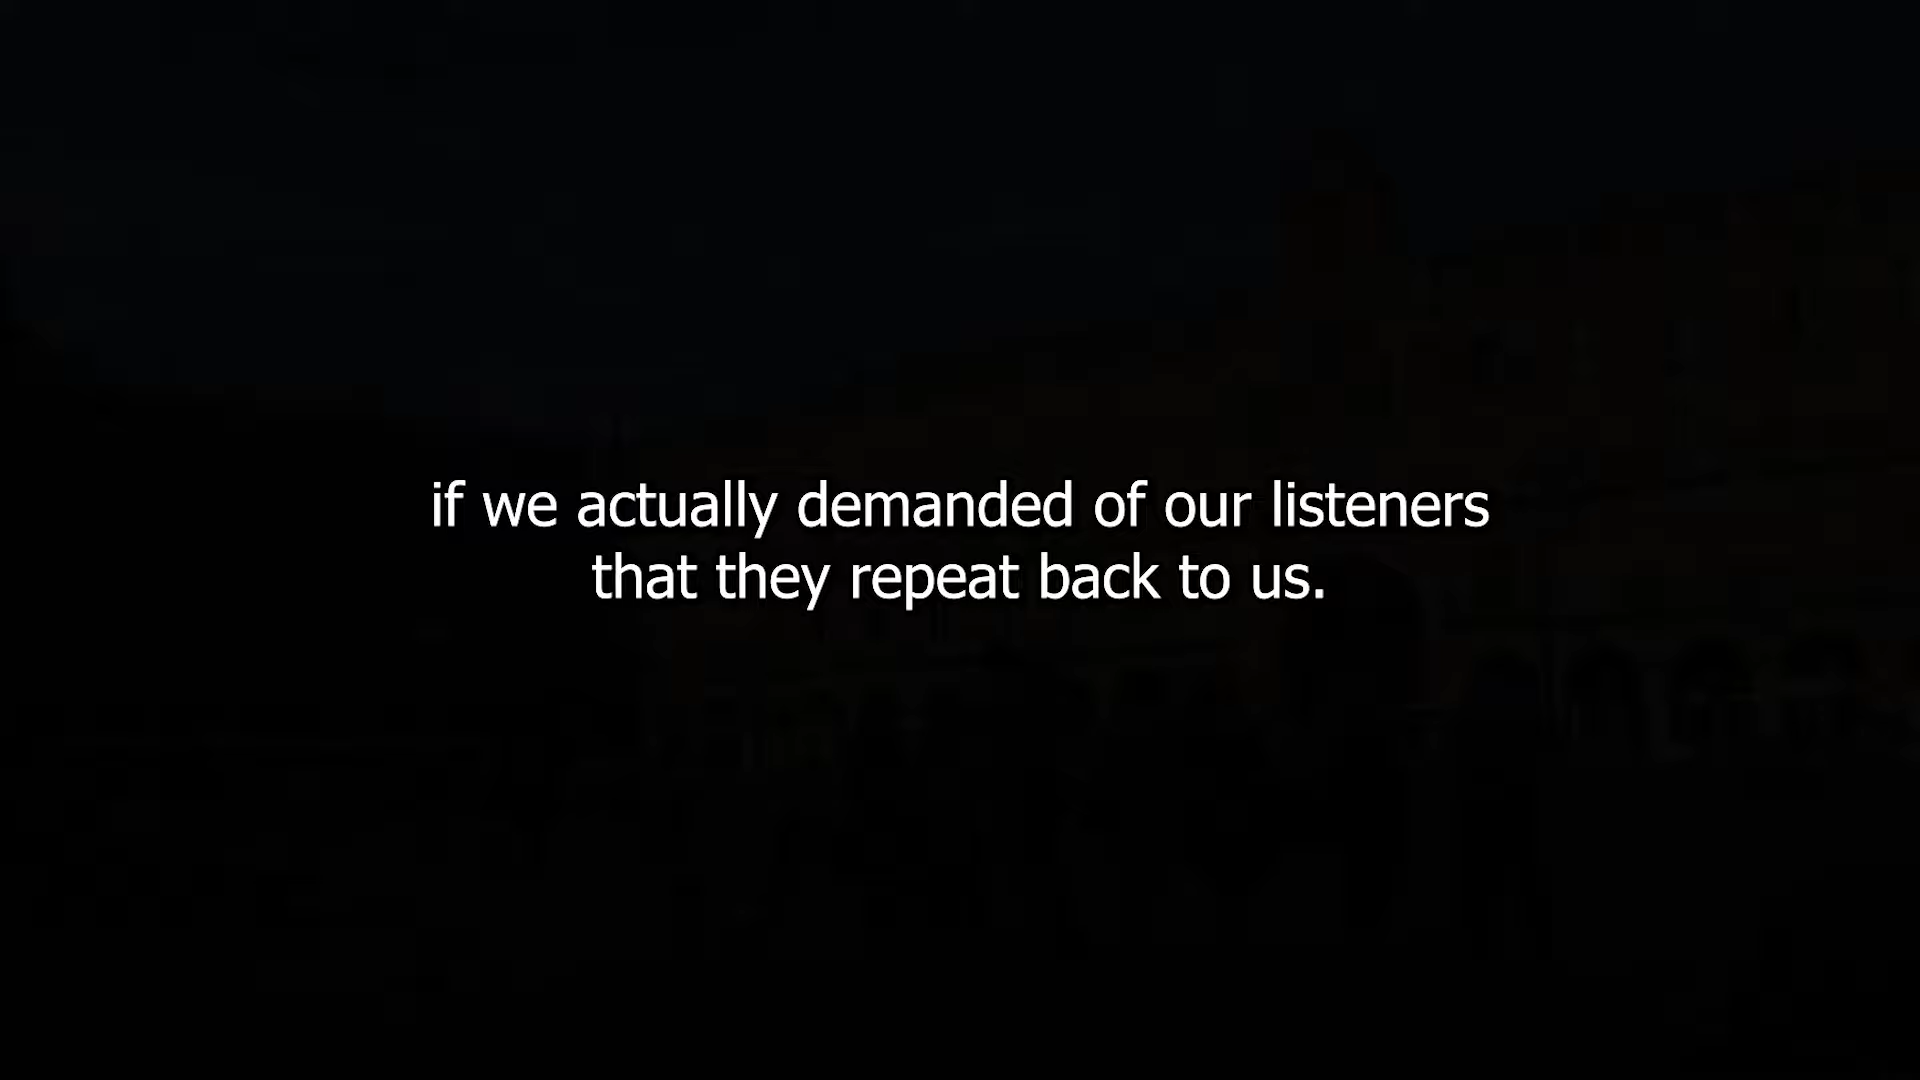 if we actually demanded of our listeners
that they repeat back to us.